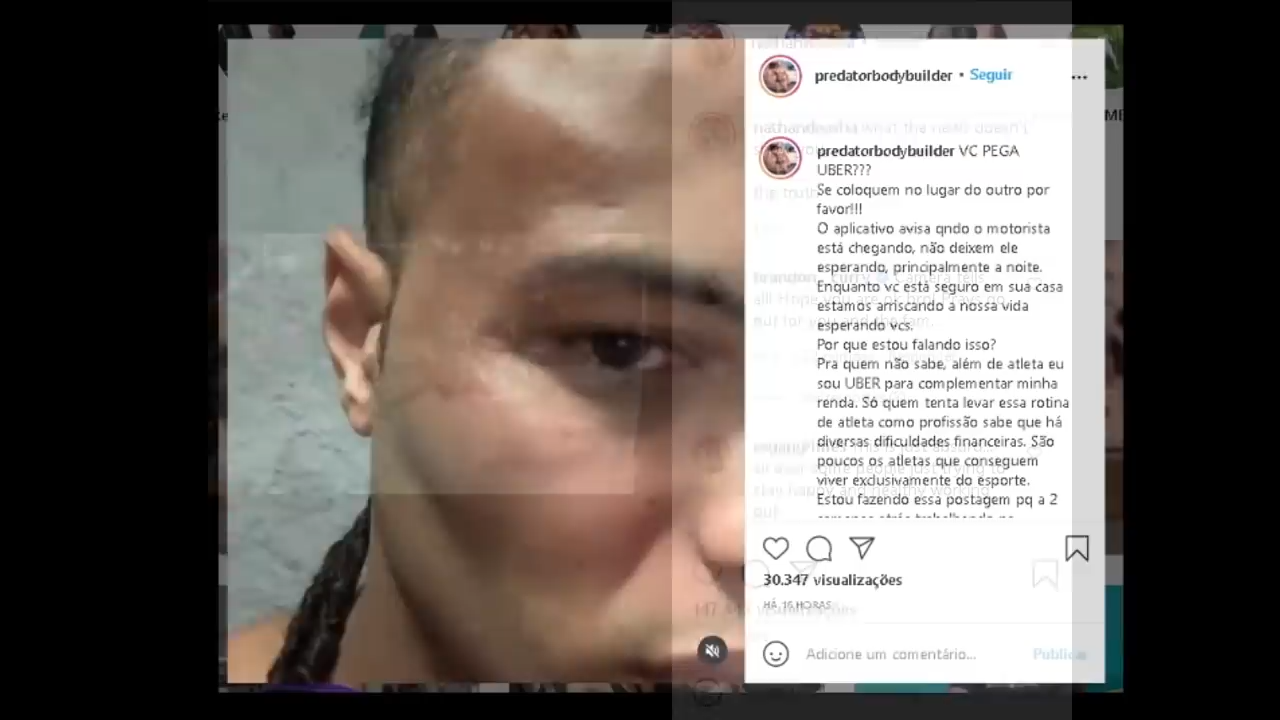 predatorbodybuilder • Seguir
predatorbodybuilder VC PEGA
UBER???
Se coloquem no lugar do outro por
favor!!!
O aplicativo avisa qndo o motorista
está chegando, não deixem ele
esperando, principalmente a noite.
Enquanto vc está seguro em sua casa
estamos arriscando a nossa vida
esperando vcs.
Por que estou falando isso?
Pra quem não sabe, além de atleta eu
sou UBER para complementar minha
renda. Só quem tenta levar essa rotina
de atleta como profissão sabe que há
diversas dificuldades financeiras. São
poucos os atletas que conseguem
viver exclusivamente do esporte.
Estou fazendo essa postagem pq a 2
30.347 visualizações
HÁ 16 HORAS
Adicione um comentário...
Publicar